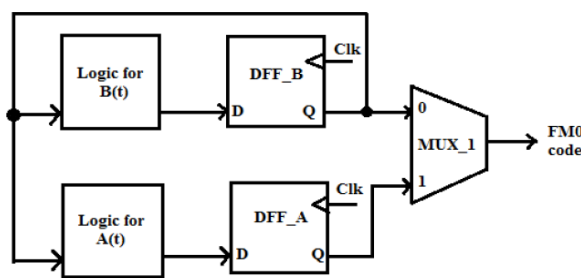 Logic for
B(t)
DFF_B
Clk
D
Q
0
MUX_1
1
FM0
code
Logic for
A(t)
DFF_A
Clk
D
Q